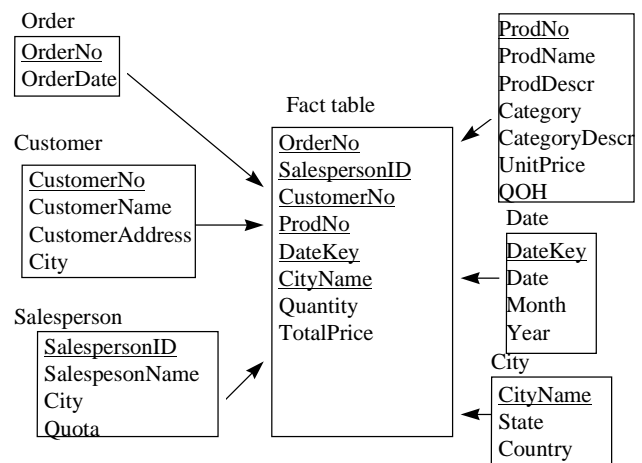 Order
OrderNo
OrderDate
Customer
CustomerNo
CustomerName
CustomerAddress
City
Salesperson
SalespersonID
SalespesonName
City
Quota
Fact table
OrderNo
SalespersonID
CustomerNo
ProdNo
DateKey
CityName
Quantity
TotalPrice
ProdNo
ProdName
ProdDescr
Category
CategoryDescr
UnitPrice
QOH
Date
DateKey
Date
Month
Year
City
CityName
State
Country